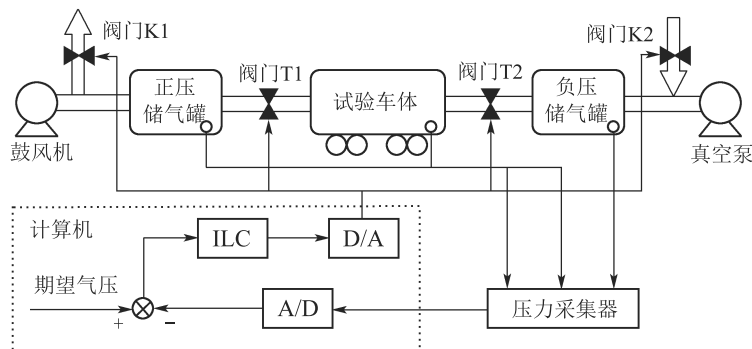 阀门K1
阀门K2
正压
储气罐
阀门T1
试验车体
阀门T2
负压
储气罐
鼓风机
真空泵
计算机
ILC
D/A
期望气压
+
−
A/D
压力采集器